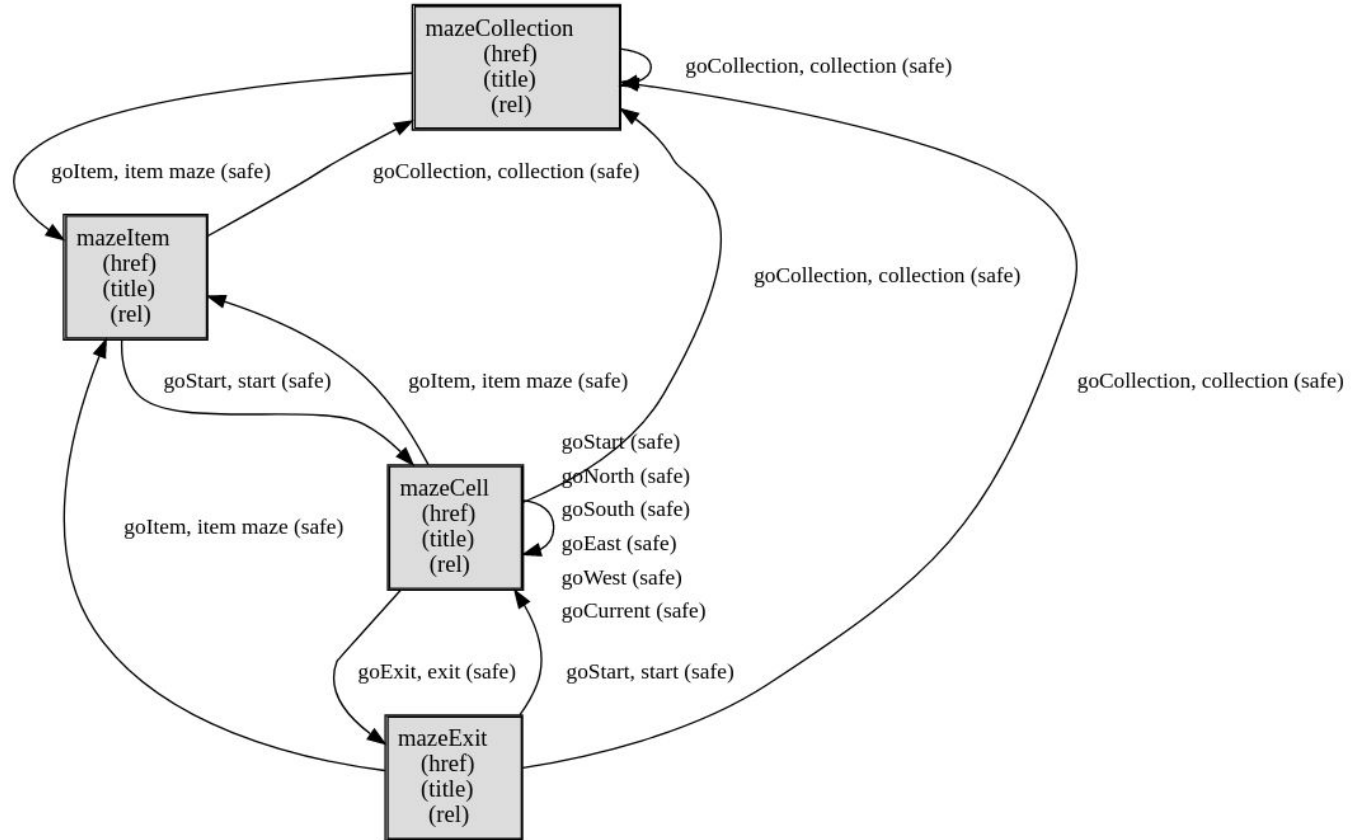 mazeCollection
(href)
(title)
(rel)
goCollection, collection (safe)
goItem, item maze (safe)
goCollection, collection (safe)
mazeItem
(href)
(title)
(rel)
goCollection, collection (safe)
goStart, start (safe)
goItem, item maze (safe)
goCollection, collection (safe)
goStart (safe)
goNorth (safe)
goSouth (safe)
goEast (safe)
goWest (safe)
goCurrent (safe)
mazeCell
(href)
(title)
(rel)
goItem, item maze (safe)
goExit, exit (safe)
goStart, start (safe)
mazeExit
(href)
(title)
(rel)